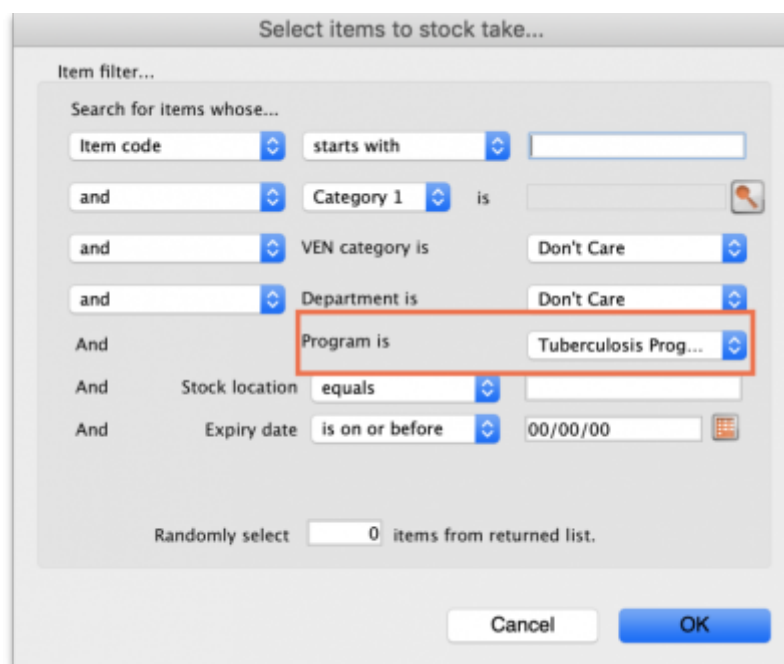 Select items to stock take...
Item filter...
Search for items whose...
Item code starts with
and Category 1 is
and VEN category is Don't Care
and Department is Don't Care
And Program is Tuberculosis Prog...
And Stock location equals
And Expiry date is on or before 00/00/00
Randomly select 0 items from returned list.
Cancel OK